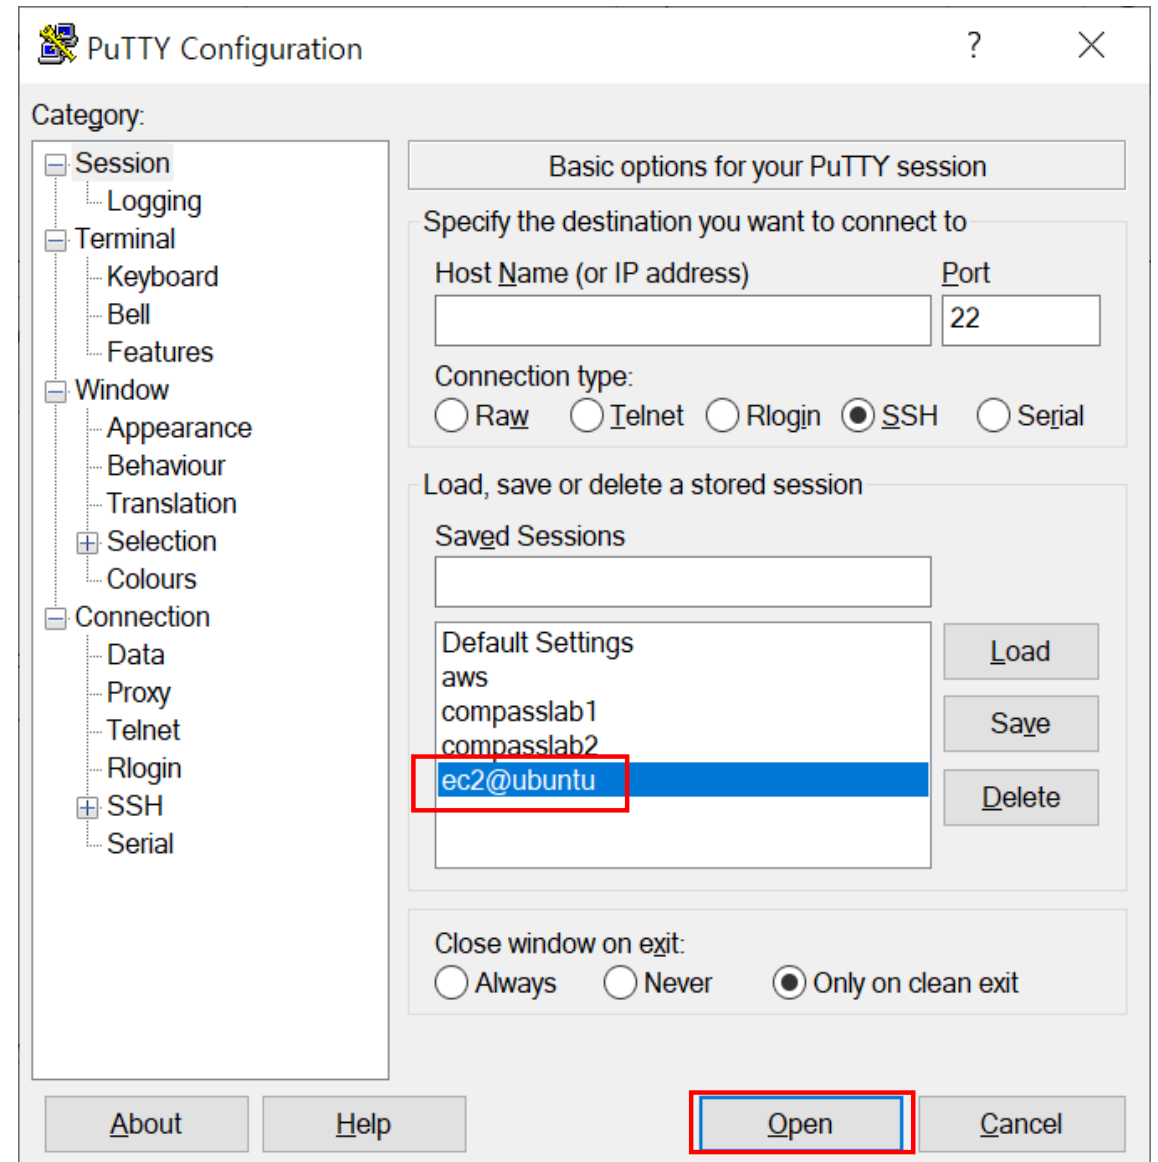 PuTTY Configuration
?
Category:
Session
Logging
Terminal
Keyboard
Bell
Features
Window
Appearance
Behaviour
Translation
Selection
Colours
Connection
Data
Proxy
Telnet
Rlogin
SSH
Serial
Basic options for your PuTTY session
Specify the destination you want to connect to
Host Name (or IP address) Port
22
Connection type:
Raw Telnet Rlogin SSH Serial
Load, save or delete a stored session
Saved Sessions
Default Settings
aws
compasslab1
compasslab2
ec2@ubuntu
Load
Save
Delete
Close window on exit:
Always Never Only on clean exit
About Help Open Cancel